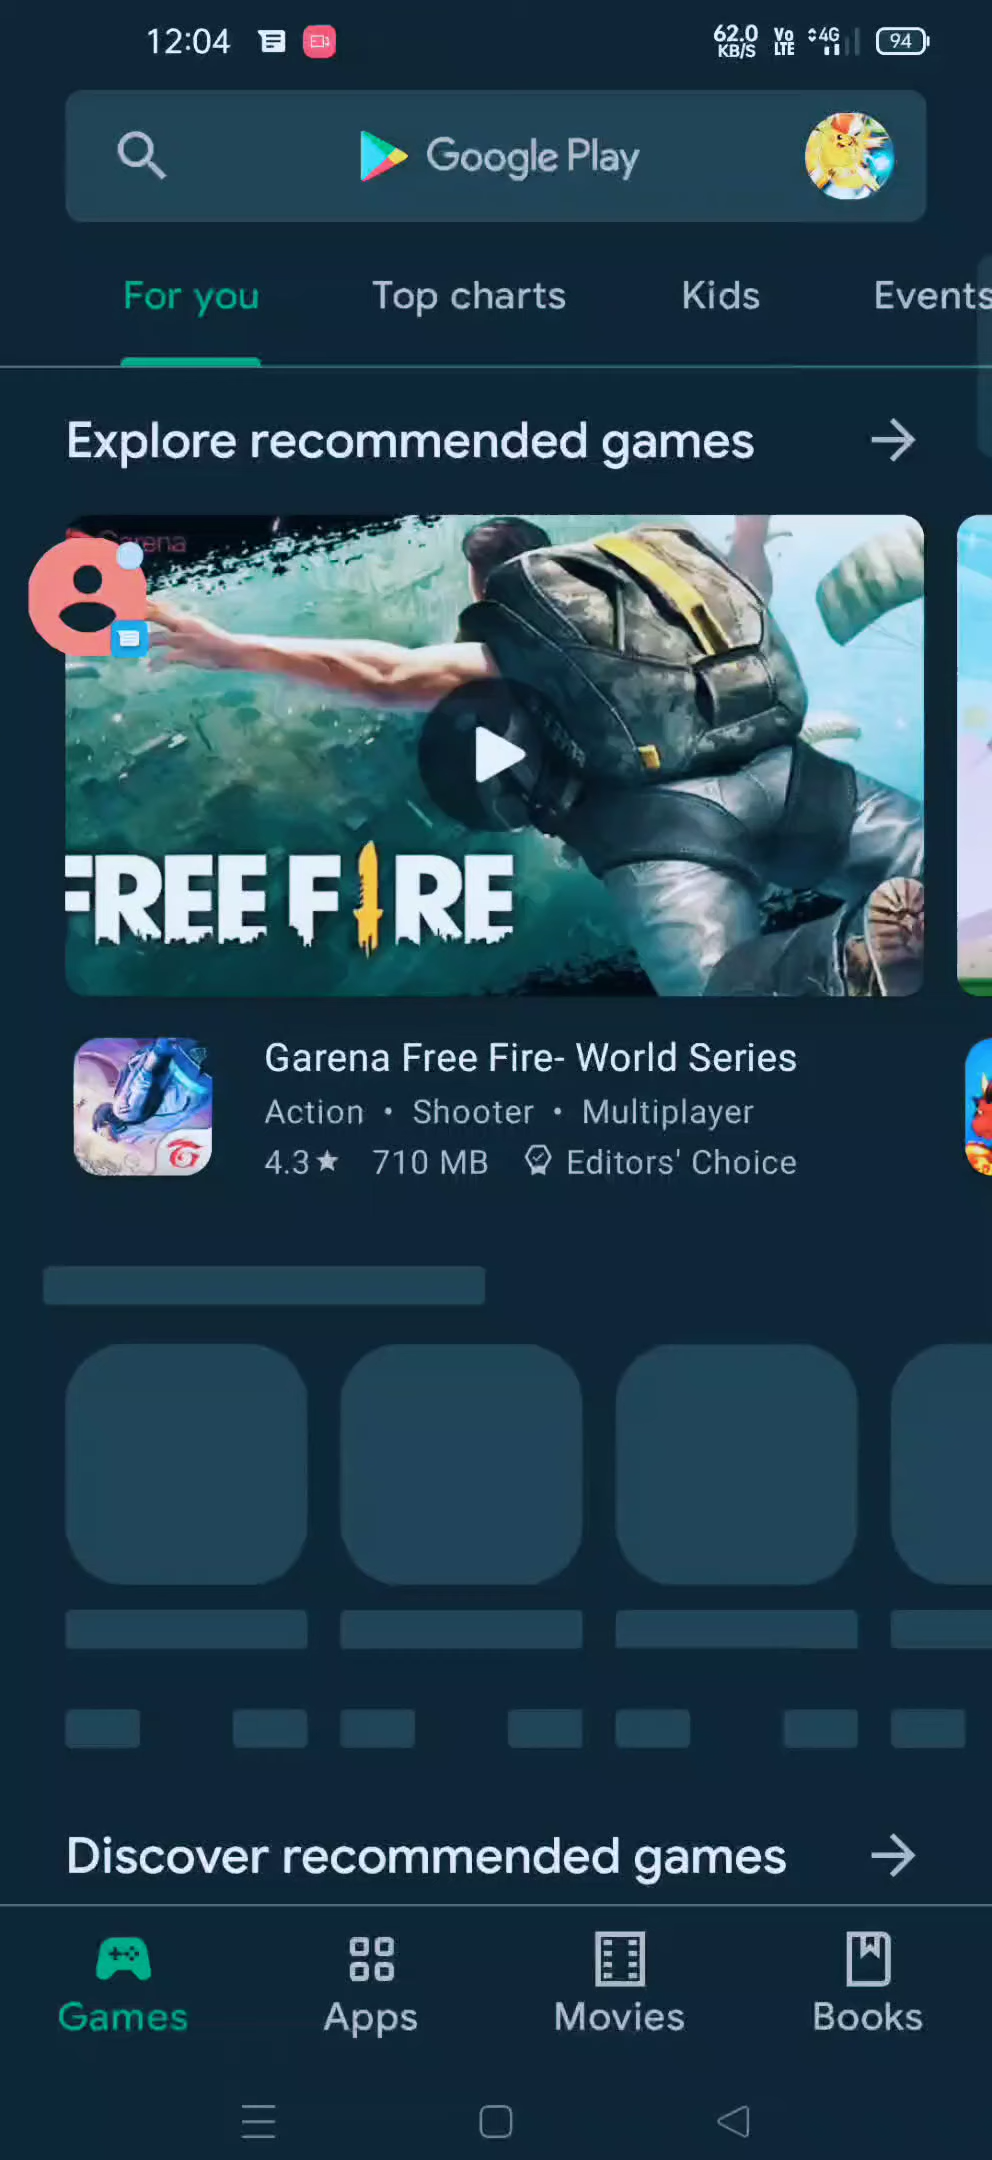 12:04
62.0 KB/S Vo LTE 4G 94
Google Play
For you Top charts Kids Events
Explore recommended games
Garena
FREE FIRE
Garena Free Fire- World Series
Action • Shooter • Multiplayer
4.3★ 710 MB Editors' Choice
Discover recommended games
Games Apps Movies Books